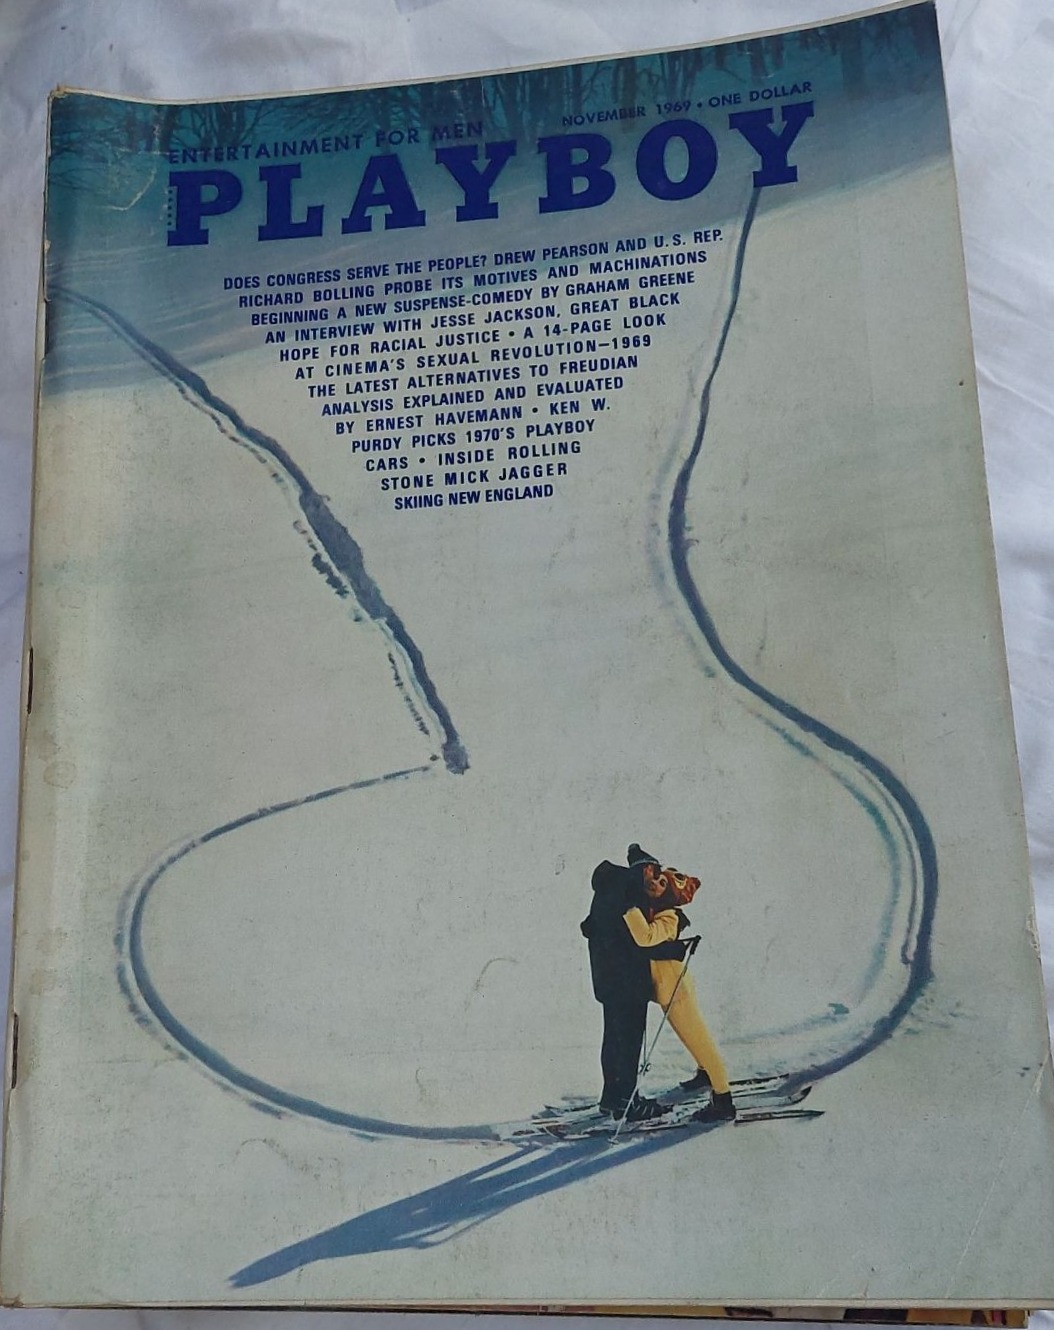 NOVEMBER 1969 • ONE DOLLAR
ENTERTAINMENT FOR MEN
PLAYBOY
DOES CONGRESS SERVE THE PEOPLE? DREW PEARSON AND U.S. REP.
RICHARD BOLLING PROBE ITS MOTIVES AND MACHINATIONS
BEGINNING A NEW SUSPENSE-COMEDY BY GRAHAM GREENE
AN INTERVIEW WITH JESSE JACKSON, GREAT BLACK
HOPE FOR RACIAL JUSTICE • A 14-PAGE LOOK
AT CINEMA'S SEXUAL REVOLUTION—1969
THE LATEST ALTERNATIVES TO FREUDIAN
ANALYSIS EXPLAINED AND EVALUATED
BY ERNEST HAVEMANN • KEN W.
PURDY PICKS 1970'S PLAYBOY
CARS • INSIDE ROLLING
STONE MICK JAGGER
SKIING NEW ENGLAND